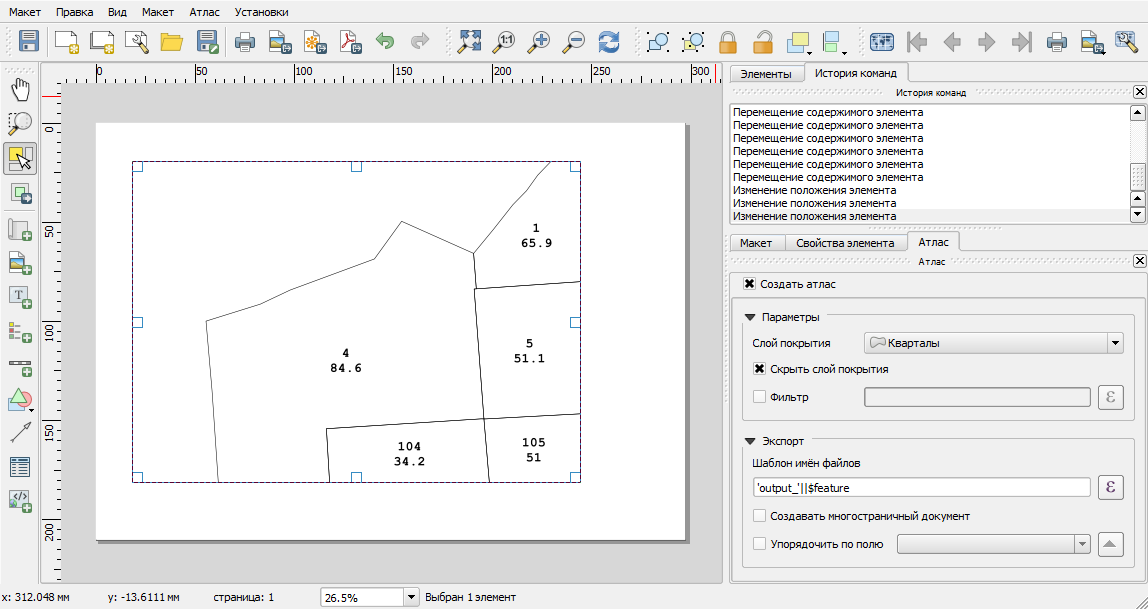 Макет Правка Вид Макет Атлас Установки
1:1
Элементы История команд
История команд
Перемещение содержимого элемента
Перемещение содержимого элемента
Перемещение содержимого элемента
Перемещение содержимого элемента
Перемещение содержимого элемента
Перемещение содержимого элемента
Изменение положения элемента
Изменение положения элемента
Изменение положения элемента
0 50 100 150 200 250 300
0
50
100
150
200
1
65.9
4
84.6
5
51.1
104
34.2
105
51
Макет Свойства элемента Атлас
Атлас
Создать атлас
Параметры
Слой покрытия Кварталы
Скрыть слой покрытия
Фильтр ε
Экспорт
Шаблон имён файлов
'output_'||$feature ε
Создавать многостраничный документ
Упорядочить по полю
x: 312.048 мм y: -13.6111 мм страница: 1 26.5% Выбран 1 элемент